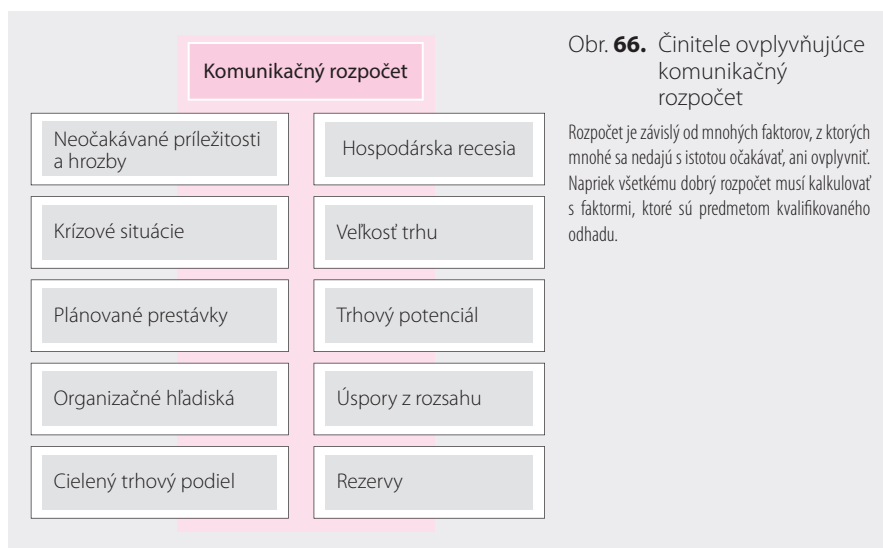 Komunikačný rozpočet
Neočakávané príležitosti
a hrozby
Hospodárska recesia
Krízové situácie
Veľkosť trhu
Plánované prestávky
Trhový potenciál
Organizačné hľadiská
Úspory z rozsahu
Cielený trhový podiel
Rezervy
Obr. 66. Činitele ovplyvňujúce
komunikačný
rozpočet
Rozpočet je závislý od mnohých faktorov, z ktorých
mnohé sa nedajú s istotou očakávať, ani ovplyvniť.
Napriek všetkému dobrý rozpočet musí kalkulovať
s faktormi, ktoré sú predmetom kvalifikovaného
odhadu.